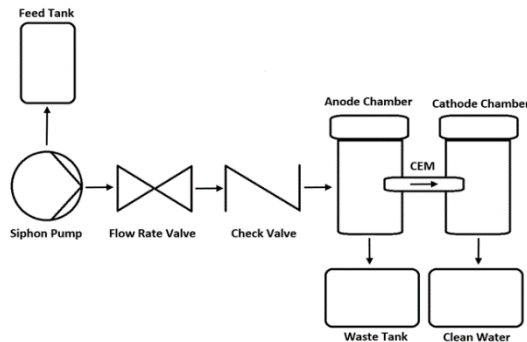 Feed Tank
Anode Chamber
Cathode Chamber
CEM
Siphon Pump
Flow Rate Valve
Check Valve
Waste Tank
Clean Water